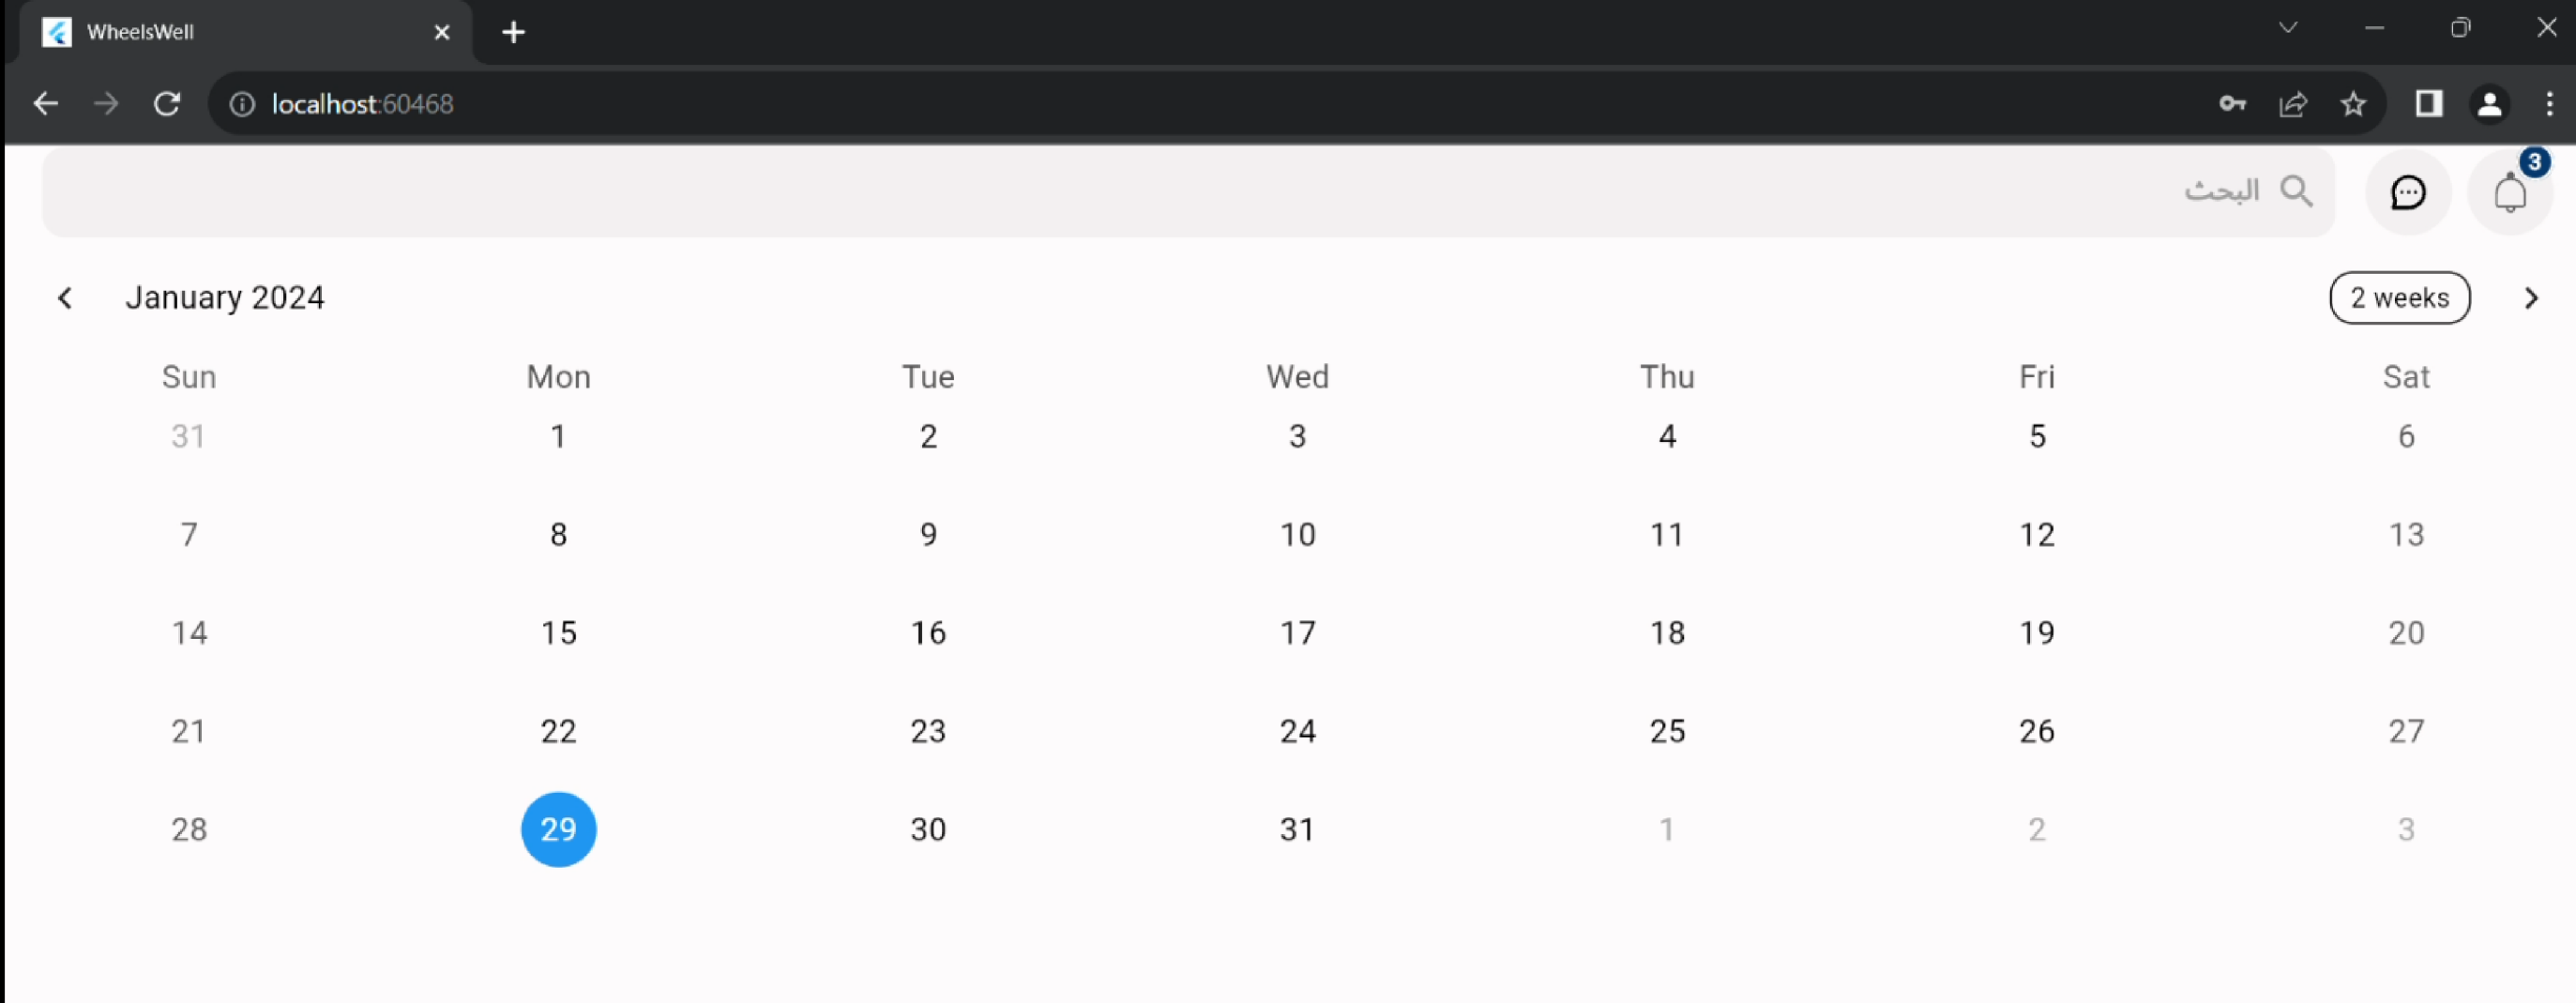 WheelsWell
localhost:60468
البحث
3
January 2024
2 weeks
Sun Mon Tue Wed Thu Fri Sat
31 1 2 3 4 5 6
7 8 9 10 11 12 13
14 15 16 17 18 19 20
21 22 23 24 25 26 27
28 29 30 31 1 2 3